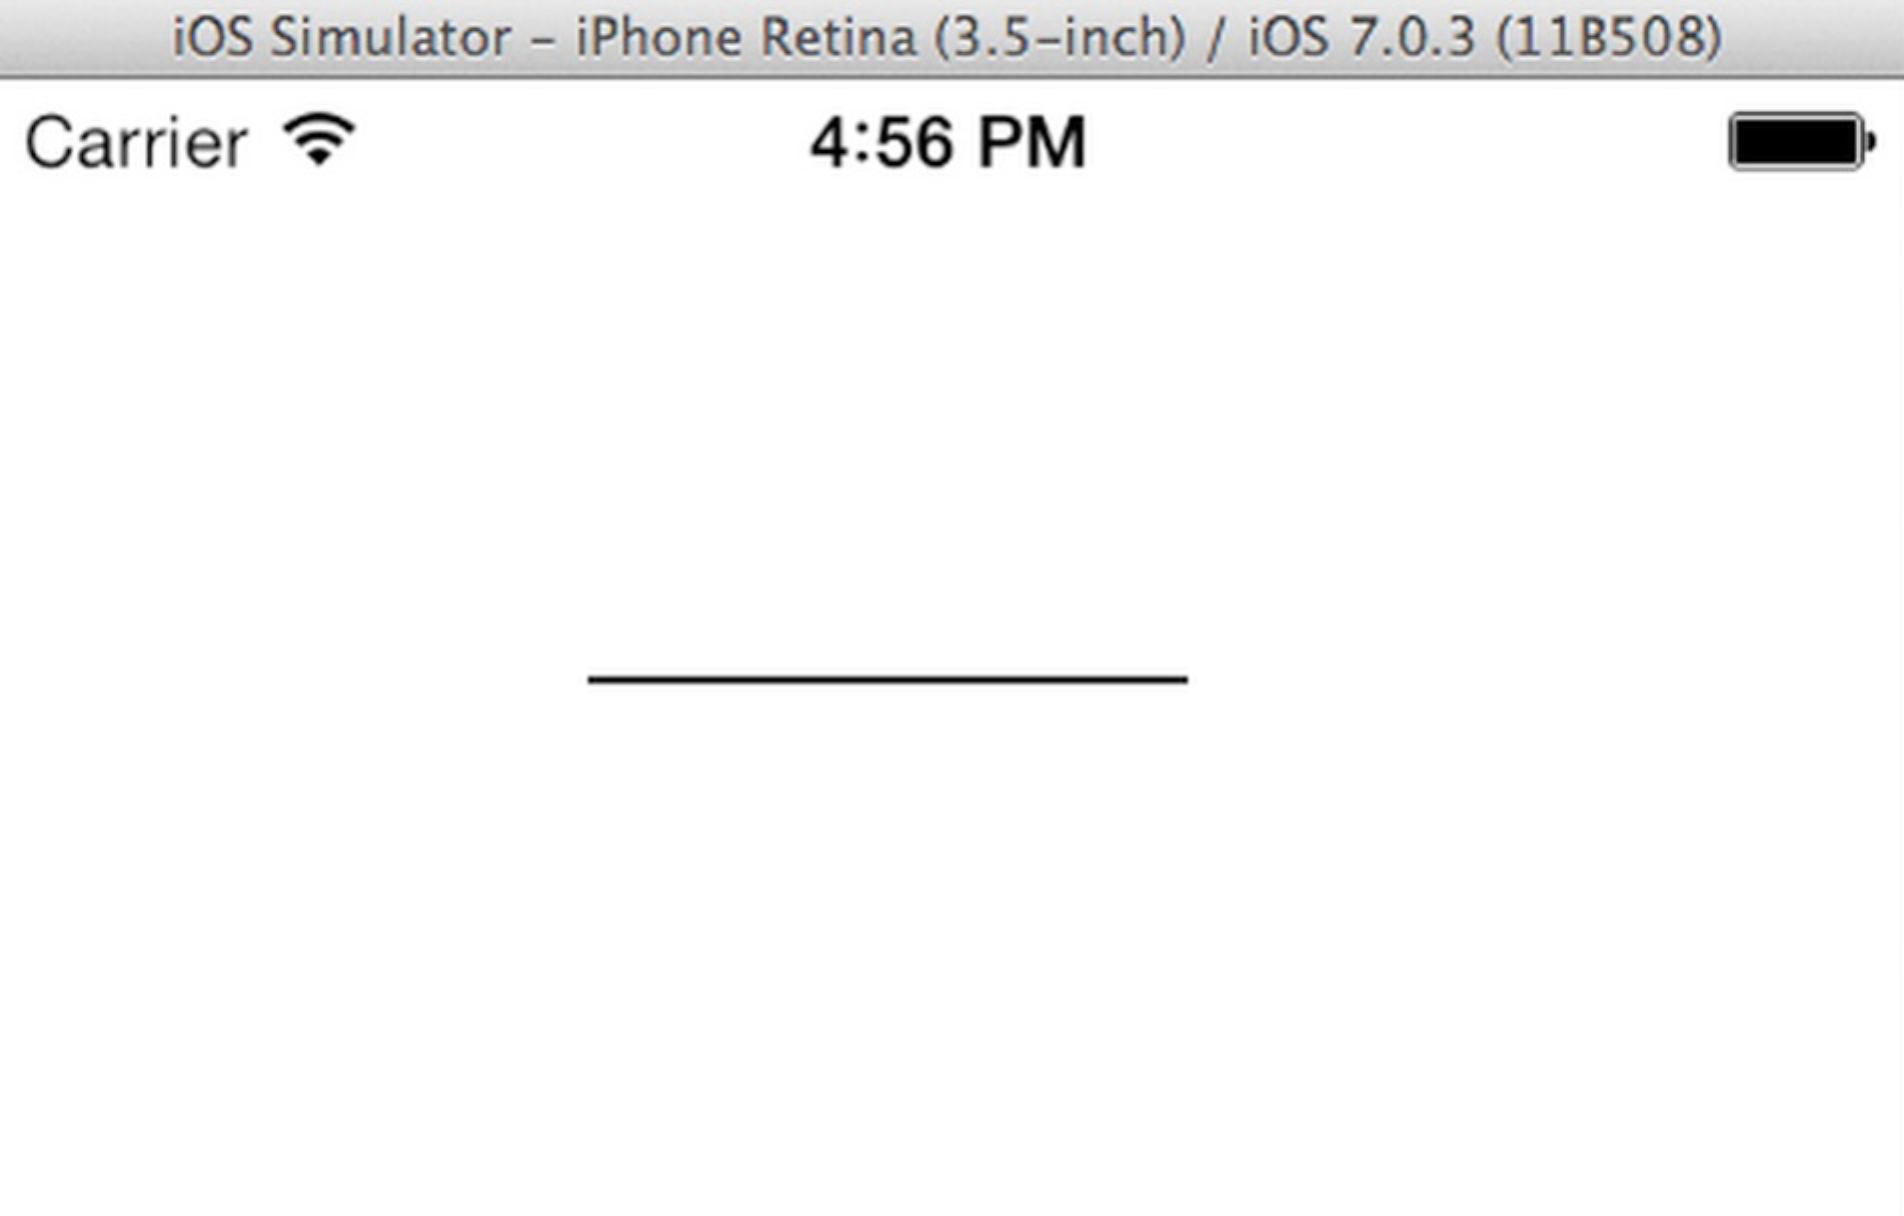 iOS Simulator – iPhone Retina (3.5-inch) / iOS 7.0.3 (11B508)
Carrier 4:56 PM